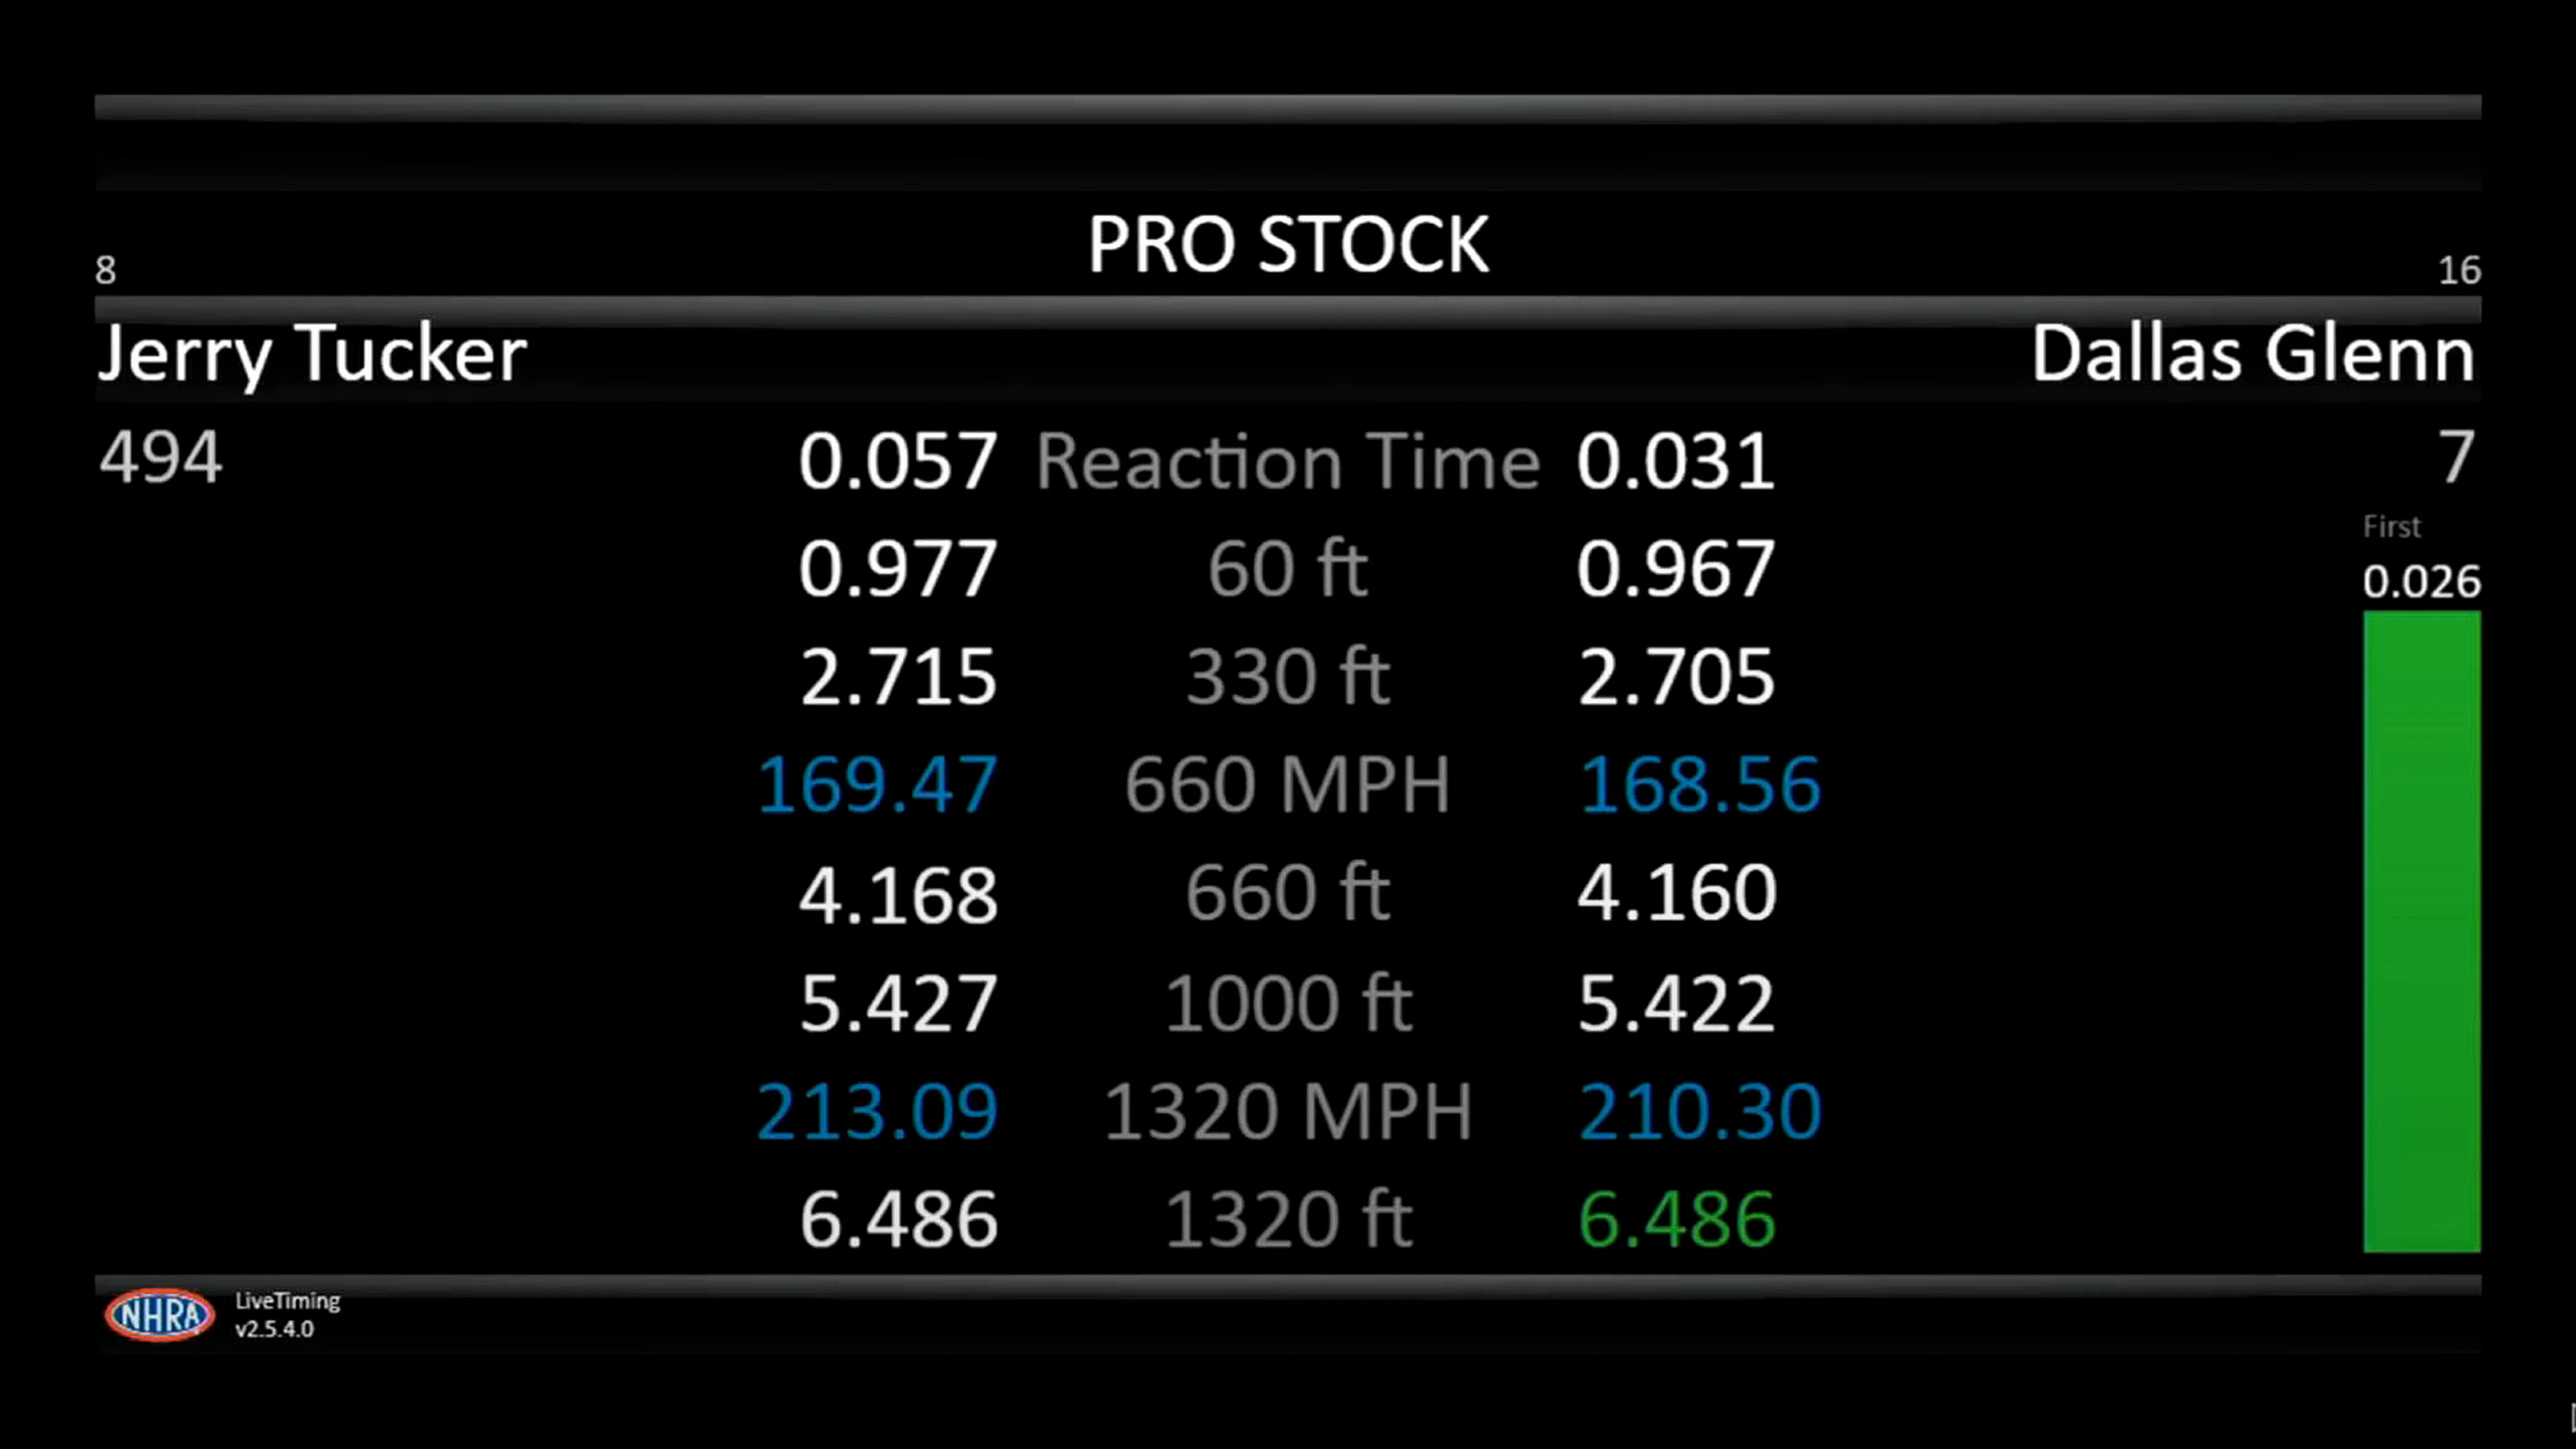 PRO STOCK
8 16
Jerry Tucker Dallas Glenn
494 0.057 Reaction Time 0.031 7
First
0.977 60 ft 0.967 0.026
2.715 330 ft 2.705
169.47 660 MPH 168.56
4.168 660 ft 4.160
5.427 1000 ft 5.422
213.09 1320 MPH 210.30
6.486 1320 ft 6.486
NHRA LiveTiming
v2.5.4.0